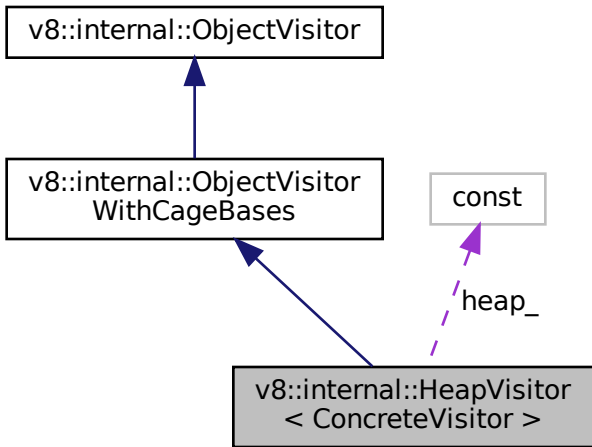 v8::internal::ObjectVisitor
v8::internal::ObjectVisitor
WithCageBases
const
heap_
v8::internal::HeapVisitor
< ConcreteVisitor >